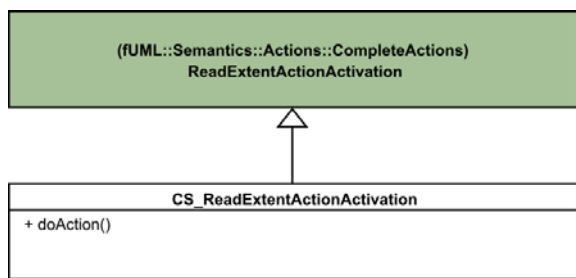 (fUML::Semantics::Actions::CompleteActions)
ReadExtentActionActivation
CS_ReadExtentActionActivation
+ doAction()